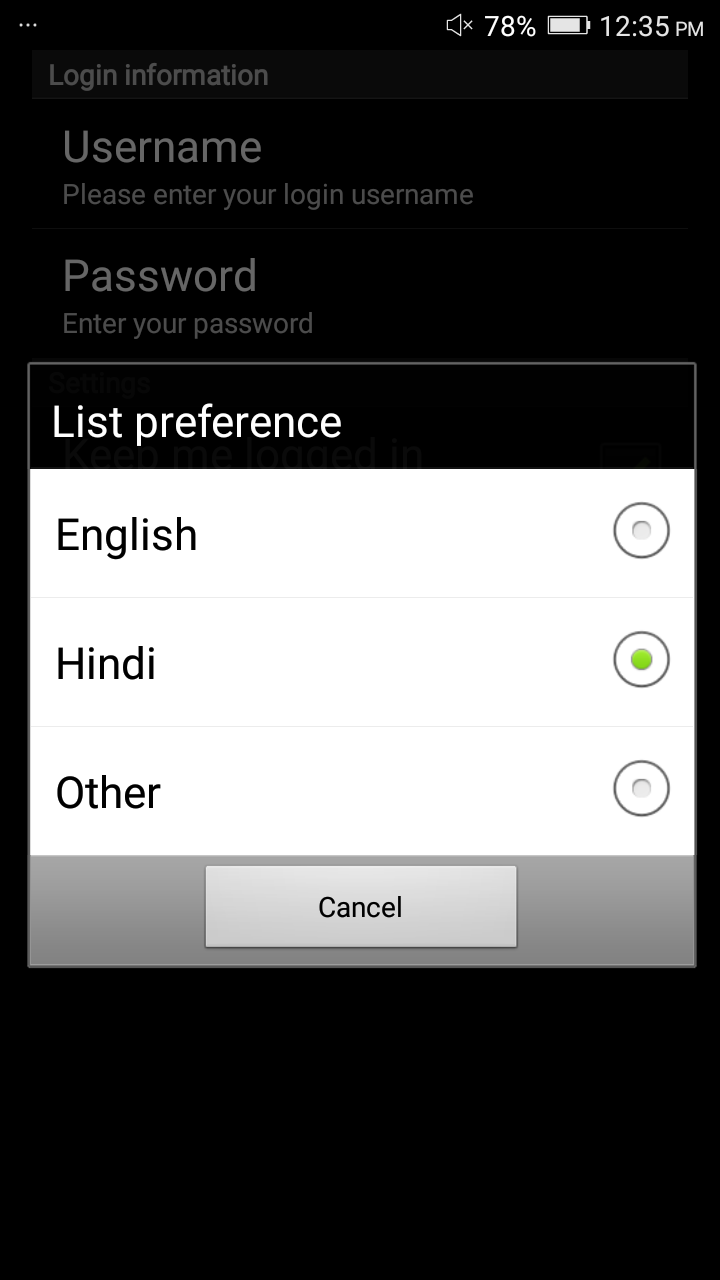 ...
78% 12:35 PM
Login information
Username
Please enter your login username
Password
Enter your password
Settings
List preference
Keep me logged in
English
Hindi
Other
Cancel